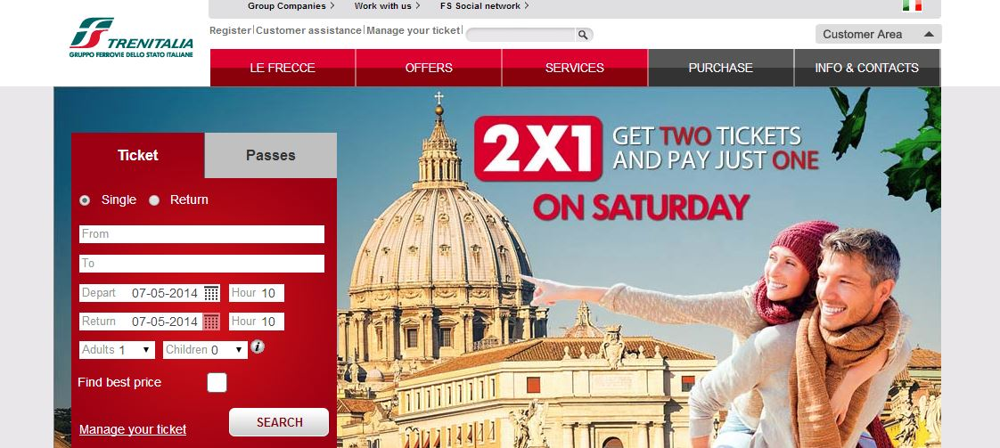 Group Companies
Work with us
FS Social network
TRENITALIA
GRUPPO FERROVIE DELLO STATO ITALIANE
Register
Customer assistance
Manage your ticket
Customer Area
LE FRECCE
OFFERS
SERVICES
PURCHASE
INFO & CONTACTS
Ticket
Passes
Single
Return
From
To
Depart 07-05-2014 Hour 10
Return 07-05-2014 Hour 10
Adults 1 Children 0 i
Find best price
Manage your ticket
SEARCH
2X1
GET TWO TICKETS
AND PAY JUST ONE
ON SATURDAY